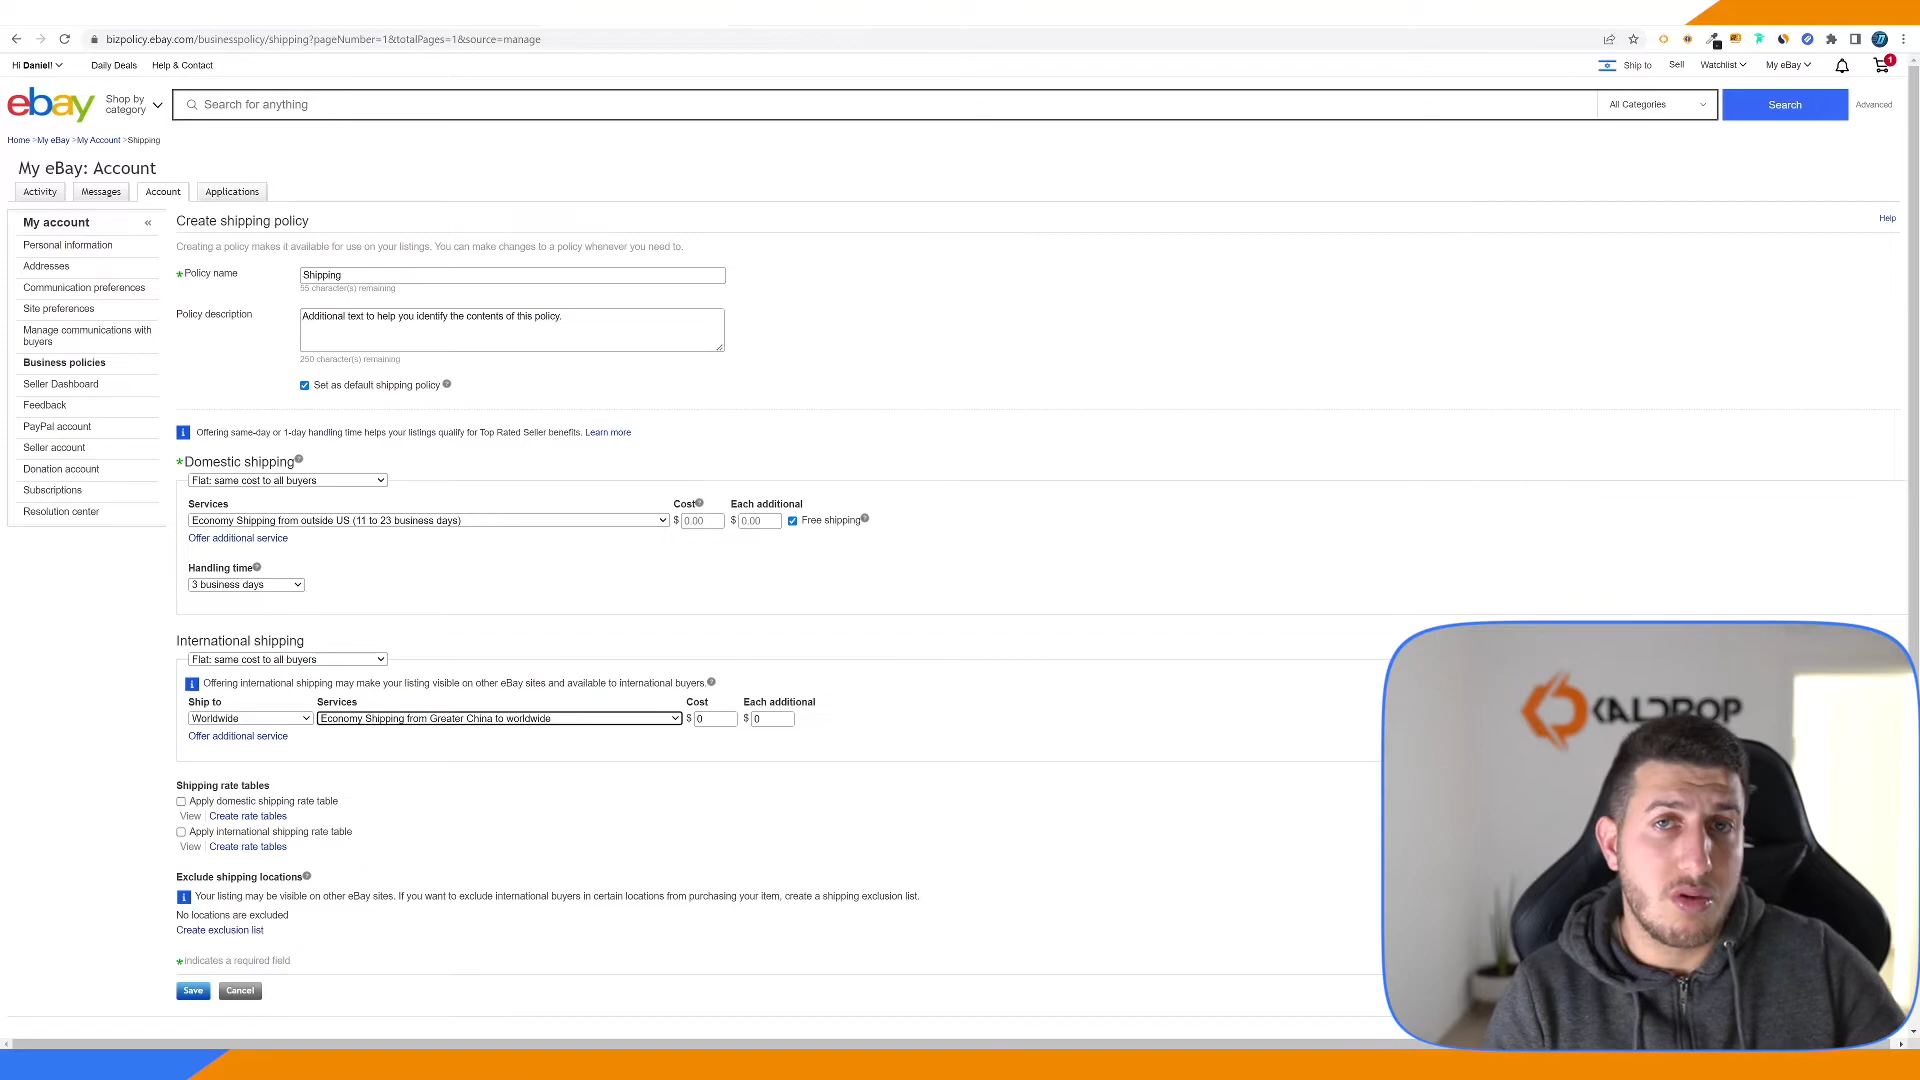 bizpolicy.ebay.com/businesspolicy/shipping?pageNumber=1&totalPages=1&source=manage
Hi Daniel! Daily Deals Help & Contact Ship to Sell Watchlist My eBay 1
ebay Shop by category Search for anything All Categories Search Advanced
Home >My eBay >My Account >Shipping
My eBay: Account
Activity Messages Account Applications
My account «
Personal information
Addresses
Communication preferences
Site preferences
Manage communications with
buyers
Business policies
Seller Dashboard
Feedback
PayPal account
Seller account
Donation account
Subscriptions
Resolution center
Create shipping policy Help
Creating a policy makes it available for use on your listings. You can make changes to a policy whenever you need to.
*Policy name Shipping
55 character(s) remaining
Policy description Additional text to help you identify the contents of this policy.
250 character(s) remaining
Set as default shipping policy ?
i Offering same-day or 1-day handling time helps your listings qualify for Top Rated Seller benefits. Learn more
*Domestic shipping ?
Flat: same cost to all buyers
Services Cost ? Each additional
Economy Shipping from outside US (11 to 23 business days) $ 0.00 $ 0.00 Free shipping ?
Offer additional service
Handling time ?
3 business days
International shipping
Flat: same cost to all buyers
i Offering international shipping may make your listing visible on other eBay sites and available to international buyers. ?
Ship to Services Cost Each additional
Worldwide Economy Shipping from Greater China to worldwide $ 0 $ 0
Offer additional service
Shipping rate tables
Apply domestic shipping rate table
View | Create rate tables
Apply international shipping rate table
View | Create rate tables
Exclude shipping locations ?
i Your listing may be visible on other eBay sites. If you want to exclude international buyers in certain locations from purchasing your item, create a shipping exclusion list.
No locations are excluded
Create exclusion list
*indicates a required field
Save Cancel
KALDROP